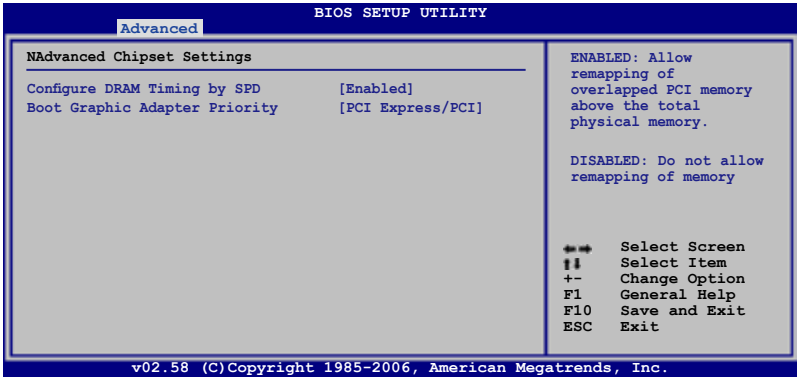 BIOS SETUP UTILITY
Advanced
NAdvanced Chipset Settings
Configure DRAM Timing by SPD [Enabled]
Boot Graphic Adapter Priority [PCI Express/PCI]
ENABLED: Allow
remapping of
overlapped PCI memory
above the total
physical memory.
DISABLED: Do not allow
remapping of memory
←→ Select Screen
↑↓ Select Item
+- Change Option
F1 General Help
F10 Save and Exit
ESC Exit
v02.58 (C)Copyright 1985-2006, American Megatrends, Inc.